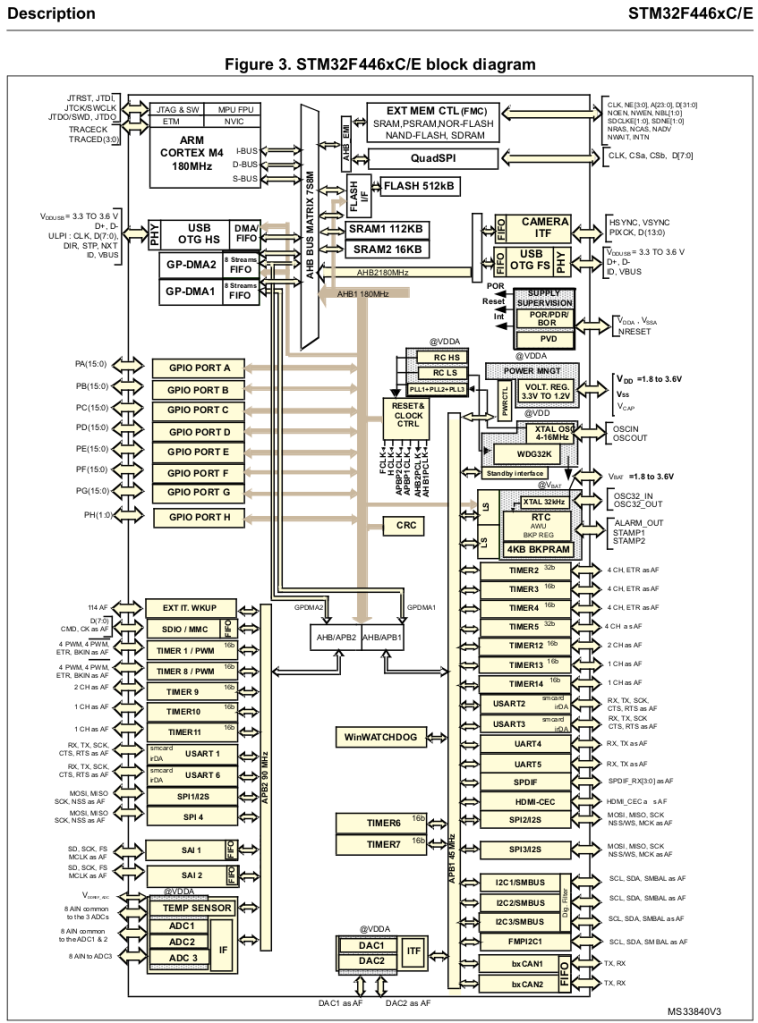 Description
STM32F446xC/E
Figure 3. STM32F446xC/E block diagram
JTRST, JTDI,
JTCK/SWCLK
JTDO/SWD, JTDO
TRACECK
TRACED(3:0)
JTAG & SW
MPU FPU
ETM
NVIC
ARM
CORTEX M4
180MHz
I-BUS
D-BUS
S-BUS
AHB BUS MATRIX 7S8M
AHB EMI
EXT MEM CTL (FMC)
SRAM,PSRAM,NOR-FLASH
NAND-FLASH, SDRAM
CLK, NE[3:0], A[23:0], D[31:0]
NOEN, NWEN, NBL[1:0]
SDCLKE[1:0], SDNE[1:0]
NRAS, NCAS, NADV
NWAIT, INTN
QuadSPI
CLK, CSa, CSb, D[7:0]
FLASH
I/F
FLASH 512kB
SRAM1 112KB
SRAM2 16KB
VDDUSB = 3.3 TO 3.6 V
D+, D-
ULPI : CLK, D(7:0),
DIR, STP, NXT
ID, VBUS
PHY
USB
OTG HS
DMA/
FIFO
GP-DMA2
8 Streams
FIFO
GP-DMA1
8 Streams
FIFO
AHB2180MHz
AHB1 180MHz
FIFO
CAMERA
ITF
HSYNC, VSYNC
PIXCK, D(13:0)
FIFO
USB
OTG FS
PHY
VDDUSB = 3.3 TO 3.6 V
D+, D-
ID, VBUS
POR
Reset
Int
SUPPLY
SUPERVISION
POR/PDR/
BOR
PVD
VDDA , VSSA
NRESET
@VDDA
RC HS
RC LS
PLL1+PLL2+PLL3
@VDDA
POWER MNGT
PWRCTL
VOLT. REG.
3.3V TO 1.2V
VDD =1.8 to 3.6V
VSS
VCAP
RESET&
CLOCK
CTRL
FCLK
HCLK
APBP2CLK
APBP1CLK
AHB2PCLK
AHB1PCLK
@VDD
XTAL OSC
4-16MHz
WDG32K
OSCIN
OSCOUT
Standby interface
@VBAT
VBAT =1.8 to 3.6V
LS
LS
XTAL 32kHz
RTC
AWU
BKP REG
4KB BKPRAM
OSC32_IN
OSC32_OUT
ALARM_OUT
STAMP1
STAMP2
CRC
PA(15:0)
GPIO PORT A
PB(15:0)
GPIO PORT B
PC(15:0)
GPIO PORT C
PD(15:0)
GPIO PORT D
PE(15:0)
GPIO PORT E
PF(15:0)
GPIO PORT F
PG(15:0)
GPIO PORT G
PH(1:0)
GPIO PORT H
GPDMA2
GPDMA1
AHB/APB2
AHB/APB1
114 AF
EXT IT. WKUP
D(7:0)
CMD, CK as AF
SDIO / MMC
FIFO
4 PWM, 4 PWM,
ETR, BKIN as AF
TIMER 1 / PWM
16b
4 PWM, 4 PWM,
ETR, BKIN as AF
TIMER 8 / PWM
16b
2 CH as AF
TIMER 9
16b
1 CH as AF
TIMER10
16b
1 CH as AF
TIMER11
16b
RX, TX, SCK,
CTS, RTS as AF
smcard
irDA
USART 1
RX, TX, SCK,
CTS, RTS as AF
smcard
irDA
USART 6
MOSI, MISO
SCK, NSS as AF
SPI1/I2S
MOSI, MISO
SCK, NSS as AF
SPI 4
SD, SCK, FS
MCLK as AF
SAI 1
FIFO
SD, SCK, FS
MCLK as AF
SAI 2
FIFO
APB2 90 MHz
@VDDA
TEMP SENSOR
8 AIN common
to the 3 ADCs
ADC1
8 AIN common
to the ADC1 & 2
ADC2
8 AIN to ADC3
ADC 3
IF
WinWATCHDOG
TIMER6
16b
TIMER7
16b
APB1 45 MHz
@VDDA
DAC1
DAC2
ITF
DAC1 as AF
DAC2 as AF
TIMER2
32b
4 CH, ETR as AF
TIMER3
16b
4 CH, ETR as AF
TIMER4
16b
4 CH, ETR as AF
TIMER5
32b
4 CH a s AF
TIMER12
16b
2 CH as AF
TIMER13
16b
1 CH as AF
TIMER14
16b
1 CH as AF
USART2
smcard
irDA
RX, TX, SCK,
CTS, RTS as AF
USART3
smcard
irDA
RX, TX, SCK,
CTS, RTS as AF
UART4
RX, TX as AF
UART5
RX, TX as AF
SPDIF
SPDIF_RX[3:0] as AF
HDMI-CEC
HDMI_CEC a s AF
SPI2/I2S
MOSI, MISO, SCK
NSS/WS, MCK as AF
SPI3/I2S
MOSI, MISO, SCK
NSS/WS, MCK as AF
I2C1/SMBUS
SCL, SDA, SMBAL as AF
I2C2/SMBUS
SCL, SDA, SMBAL as AF
I2C3/SMBUS
SCL, SDA, SMBAL as AF
Dig. Filter
FMPI2C1
SCL, SDA, SM BAL as AF
bxCAN1
TX, RX
bxCAN2
TX, RX
FIFO
MS33840V3